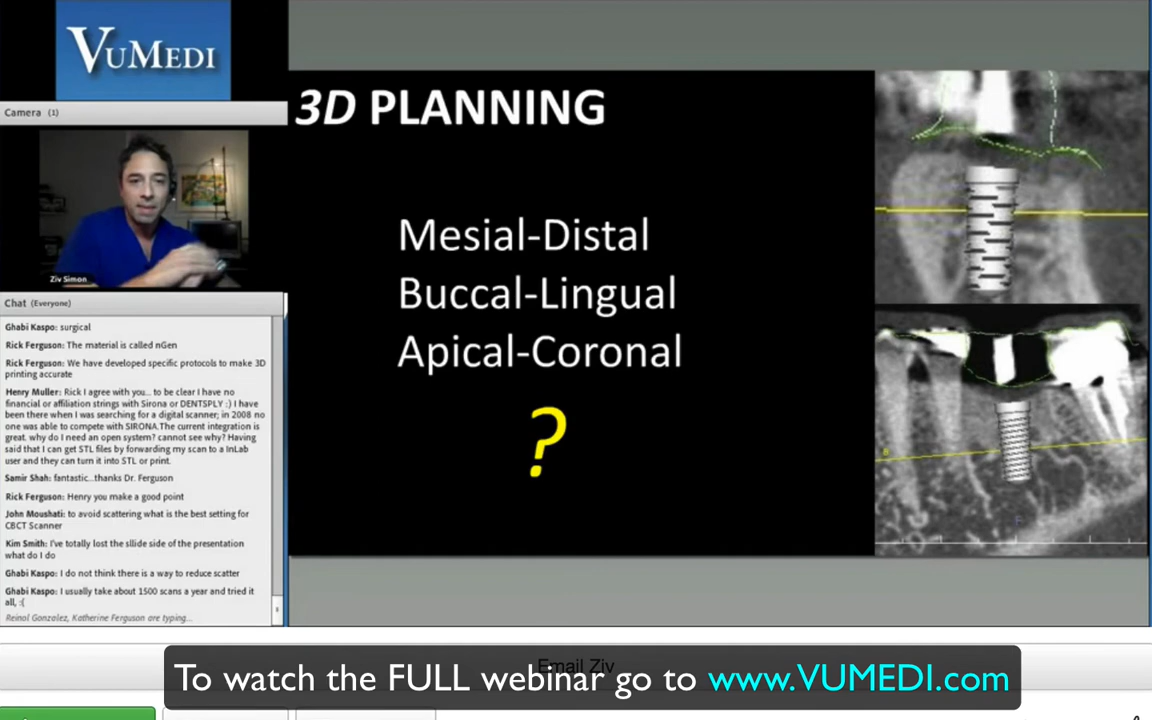 VUMEDI
Camera (1)
Ziv Simon
Chat (Everyone)
Ghabi Kaspo: surgical
Rick Ferguson: The material is called nGen
Rick Ferguson: We have developed specific protocols to make 3D
printing accurate
Henry Muller: Rick I agree with you... to be clear I have no
financial or affiliation strings with Sirona or DENTSPLY :) I have
been there when I was searching for a digital scanner; in 2008 no
one was able to compete with SIRONA.The current integration is
great. why do I need an open system? cannot see why? Having
said that I can get STL files by forwarding my scan to a InLab
user and they can turn it into STL or print.
Samir Shah: fantastic...thanks Dr. Ferguson
Rick Ferguson: Henry you make a good point
John Moushati: to avoid scattering what is the best setting for
CBCT Scanner
Kim Smith: I've totally lost the sllide side of the presentation
what do I do
Ghabi Kaspo: I do not think there is a way to reduce scatter
Ghabi Kaspo: I usually take about 1500 scans a year and tried it
all, :(
Reinol Gonzalez, Katherine Ferguson are typing...
3D PLANNING
Mesial-Distal
Buccal-Lingual
Apical-Coronal
?
B
Email Ziv
To watch the FULL webinar go to www.VUMEDI.com